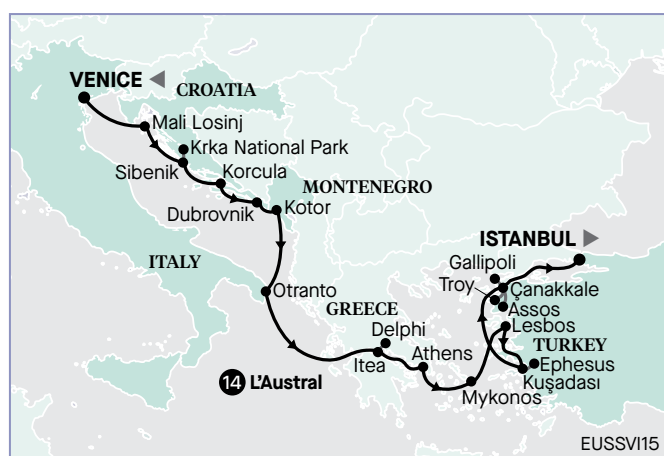 VENICE
CROATIA
Mali Losinj
Krka National Park
Sibenik
Korcula
MONTENEGRO
Dubrovnik
Kotor
ISTANBUL
ITALY
Gallipoli
Troy
Çanakkale
Otranto
Assos
GREECE
Lesbos
Delphi
TURKEY
Athens
Itea
Ephesus
14 L'Austral
Kuşadası
Mykonos
EUSSVI15